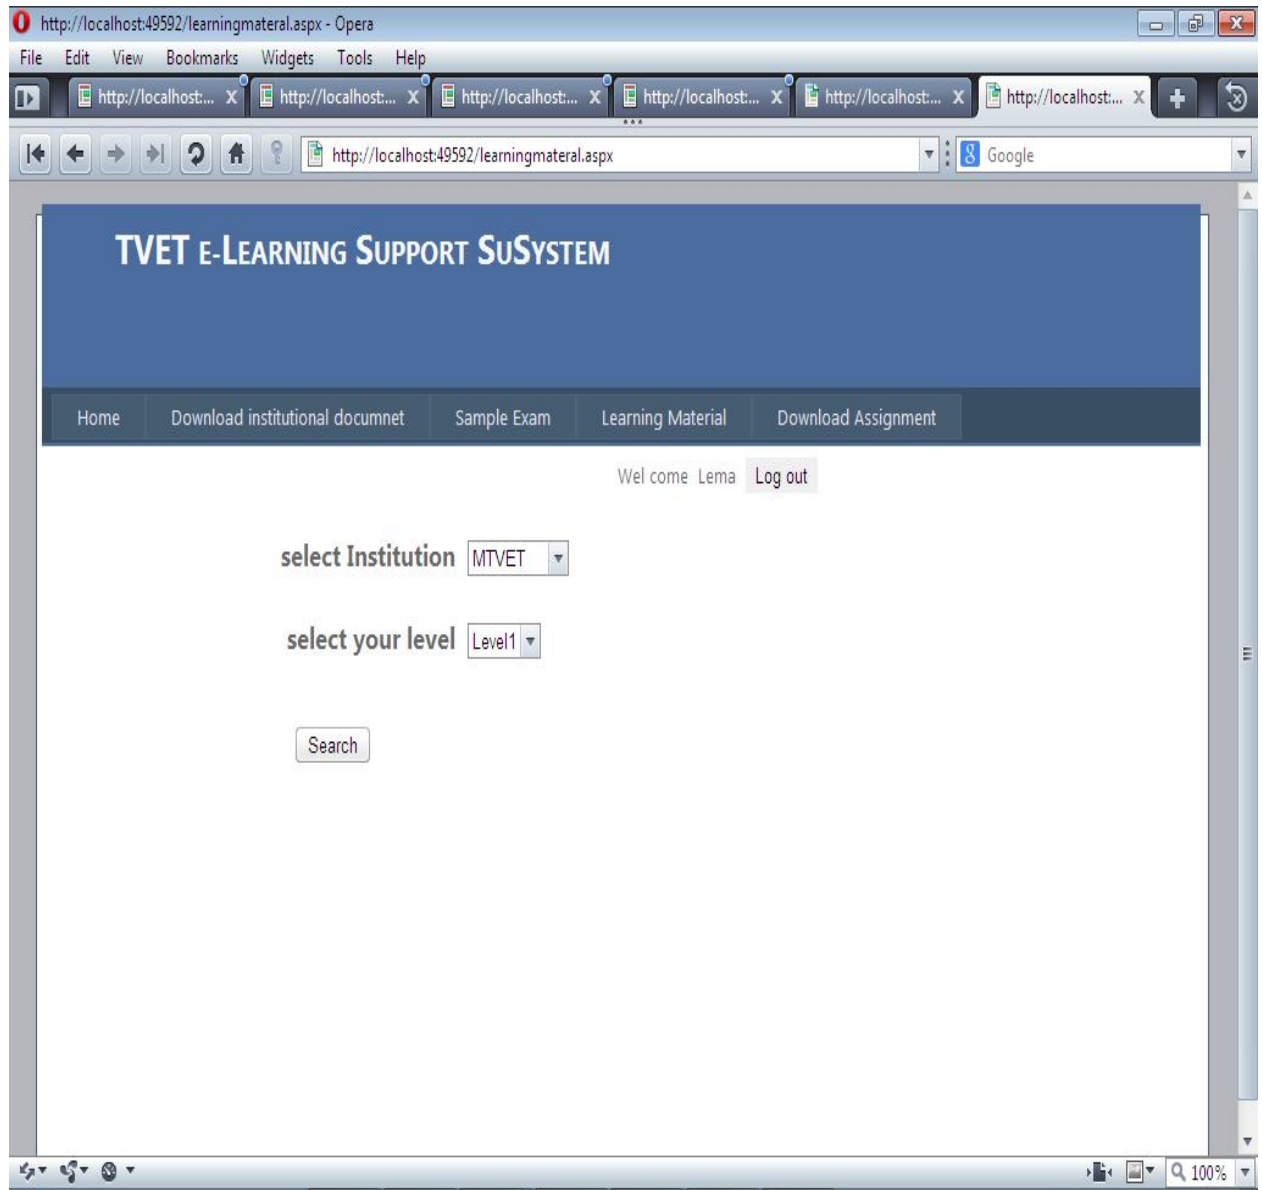 http://localhost:49592/learningmateral.aspx - Opera
File Edit View Bookmarks Widgets Tools Help
http://localhost:... http://localhost:... http://localhost:... http://localhost:... http://localhost:... http://localhost:...
http://localhost:49592/learningmateral.aspx Google
TVET E-LEARNING SUPPORT SUSYSTEM
Home Download institutional documnet Sample Exam Learning Material Download Assignment
Wel come Lema Log out
select Institution MTVET
select your level Level1
Search
100%